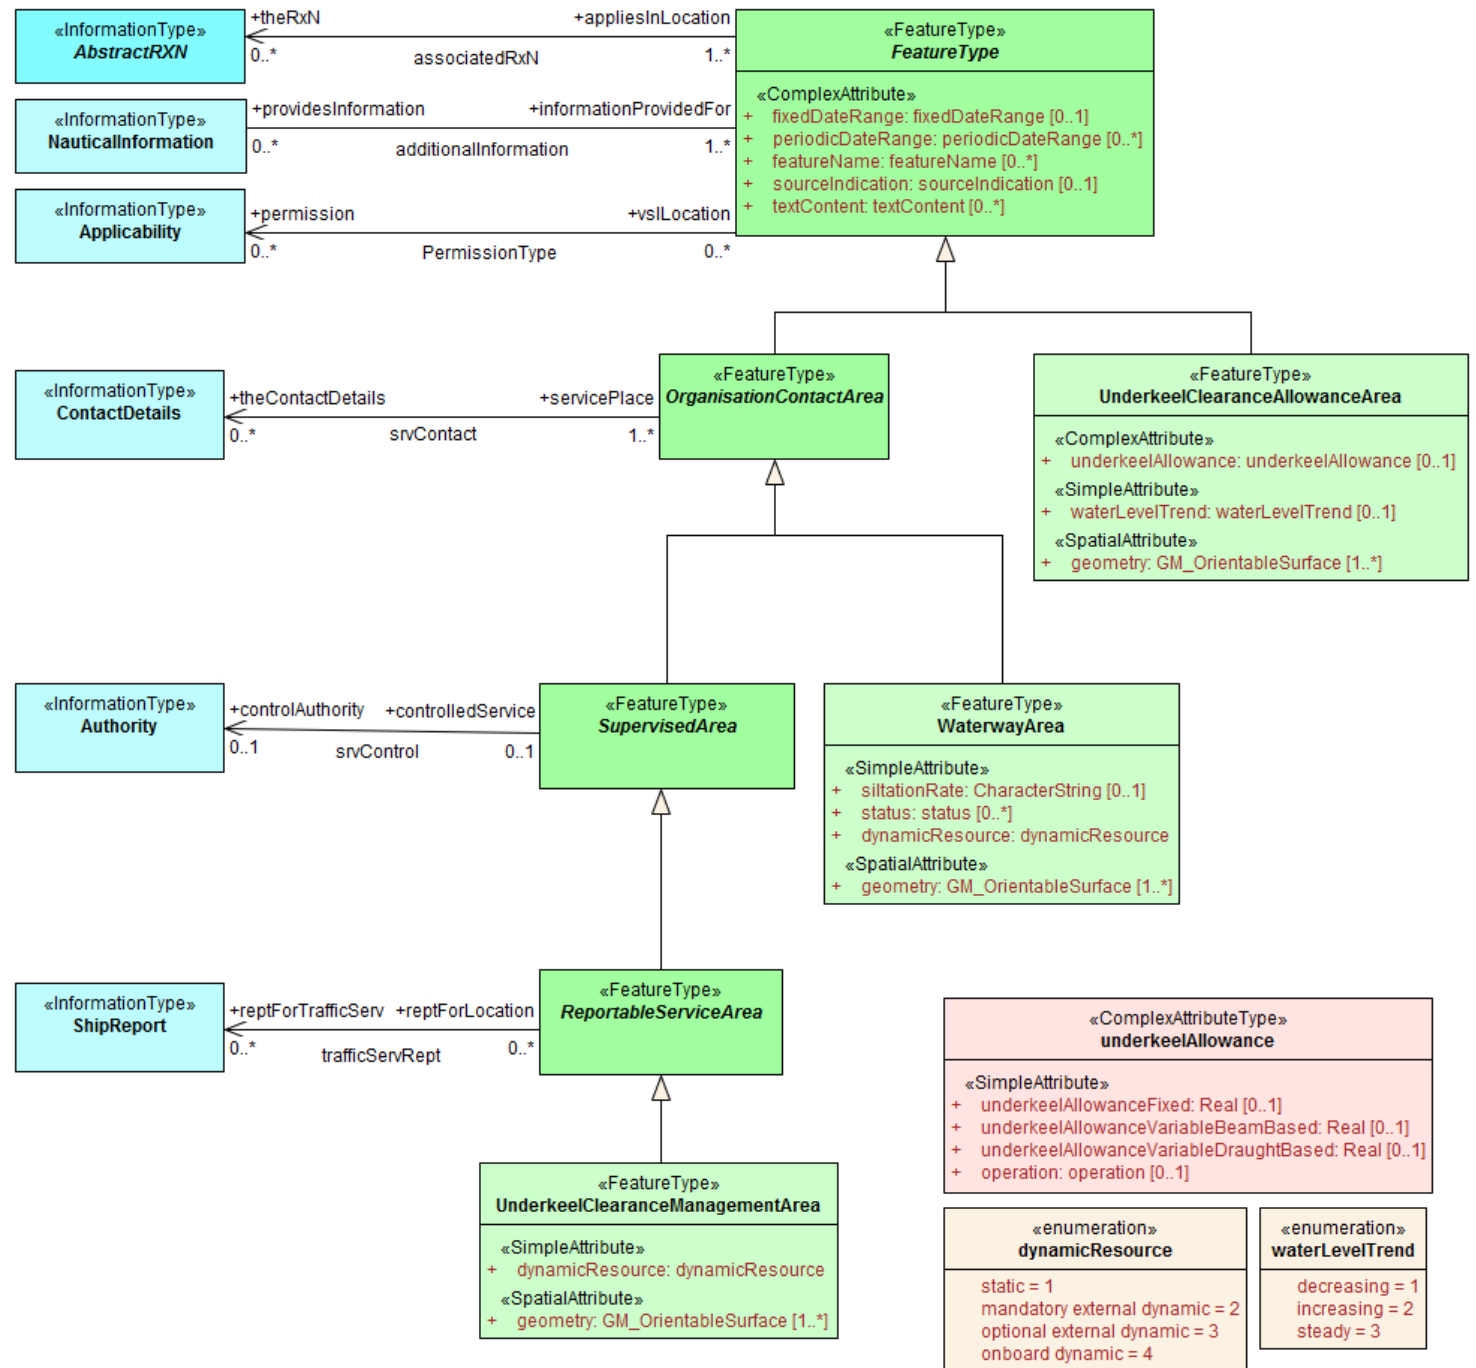 «InformationType»
AbstractRXN
+theRxN
+appliesInLocation
0..*
associatedRxN
1..*
«FeatureType»
FeatureType
«ComplexAttribute»
+ fixedDateRange: fixedDateRange [0..1]
+ periodicDateRange: periodicDateRange [0..*]
+ featureName: featureName [0..*]
+ sourceIndication: sourceIndication [0..1]
+ textContent: textContent [0..*]
«InformationType»
NauticalInformation
+providesInformation
+informationProvidedFor
0..*
additionalInformation
1..*
«InformationType»
Applicability
+permission
+vslLocation
0..*
PermissionType
0..*
«InformationType»
ContactDetails
+theContactDetails
+servicePlace
0..*
srvContact
1..*
«FeatureType»
OrganisationContactArea
«FeatureType»
UnderkeelClearanceAllowanceArea
«ComplexAttribute»
+ underkeelAllowance: underkeelAllowance [0..1]
«SimpleAttribute»
+ waterLevelTrend: waterLevelTrend [0..1]
«SpatialAttribute»
+ geometry: GM_OrientableSurface [1..*]
«InformationType»
Authority
+controlAuthority
+controlledService
0..1
srvControl
0..1
«FeatureType»
SupervisedArea
«FeatureType»
WaterwayArea
«SimpleAttribute»
+ siltationRate: CharacterString [0..1]
+ status: status [0..*]
+ dynamicResource: dynamicResource
«SpatialAttribute»
+ geometry: GM_OrientableSurface [1..*]
«InformationType»
ShipReport
+reptForTrafficServ
+reptForLocation
0..*
trafficServRept
0..*
«FeatureType»
ReportableServiceArea
«ComplexAttributeType»
underkeelAllowance
«SimpleAttribute»
+ underkeelAllowanceFixed: Real [0..1]
+ underkeelAllowanceVariableBeamBased: Real [0..1]
+ underkeelAllowanceVariableDraughtBased: Real [0..1]
+ operation: operation [0..1]
«FeatureType»
UnderkeelClearanceManagementArea
«SimpleAttribute»
+ dynamicResource: dynamicResource
«SpatialAttribute»
+ geometry: GM_OrientableSurface [1..*]
«enumeration»
dynamicResource
static = 1
mandatory external dynamic = 2
optional external dynamic = 3
onboard dynamic = 4
«enumeration»
waterLevelTrend
decreasing = 1
increasing = 2
steady = 3